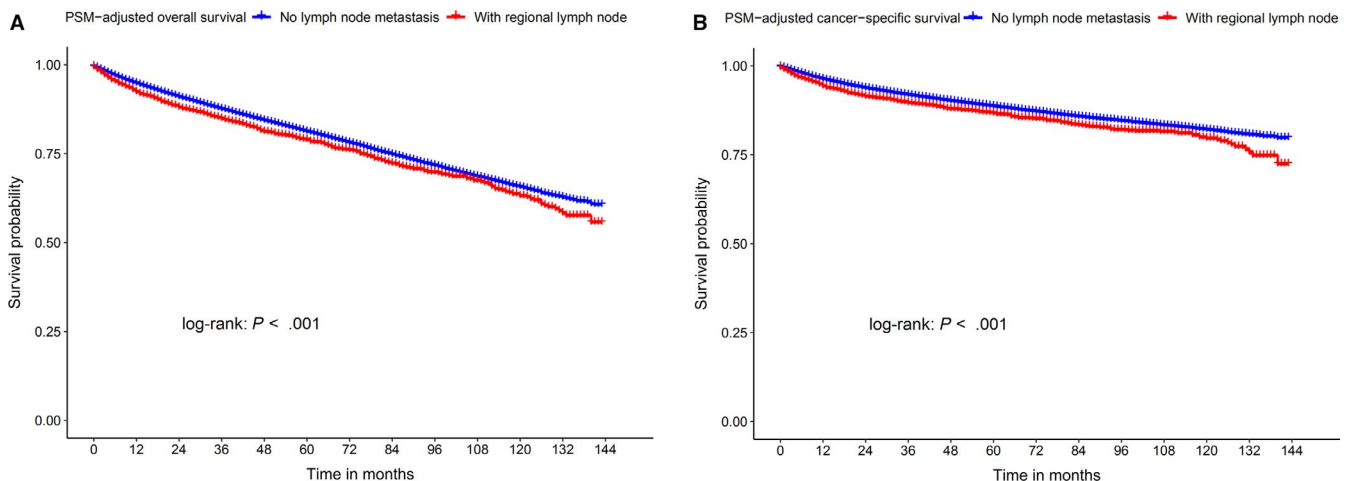 A
PSM−adjusted overall survival No lymph node metastasis With regional lymph node
Survival probability
1.00
0.75
0.50
0.25
0.00
log-rank: P < .001
0 12 24 36 48 60 72 84 96 108 120 132 144
Time in months
B
PSM−adjusted cancer−specific survival No lymph node metastasis With regional lymph node
Survival probability
1.00
0.75
0.50
0.25
0.00
log-rank: P < .001
0 12 24 36 48 60 72 84 96 108 120 132 144
Time in months